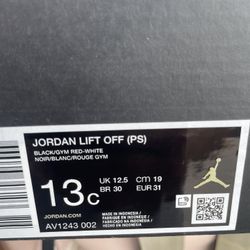 JORDAN LIFT OFF (PS)
BLACK/GYM RED-WHITE
NOIR/BLANC/ROUGE GYM
13C
UK 12.5
CM 19
BR 30
EUR 31
JORDAN.COM
AV1243 002
MADE IN INDONESIA